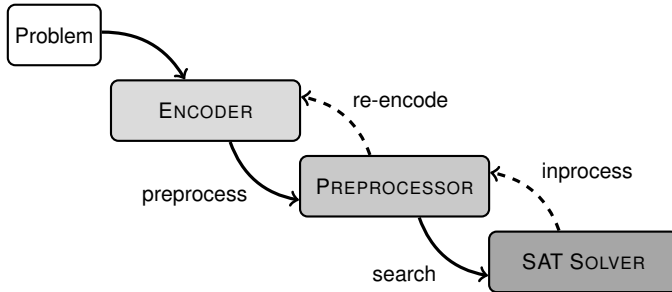 Problem
ENCODER
re-encode
preprocess
PREPROCESSOR
inprocess
search
SAT SOLVER